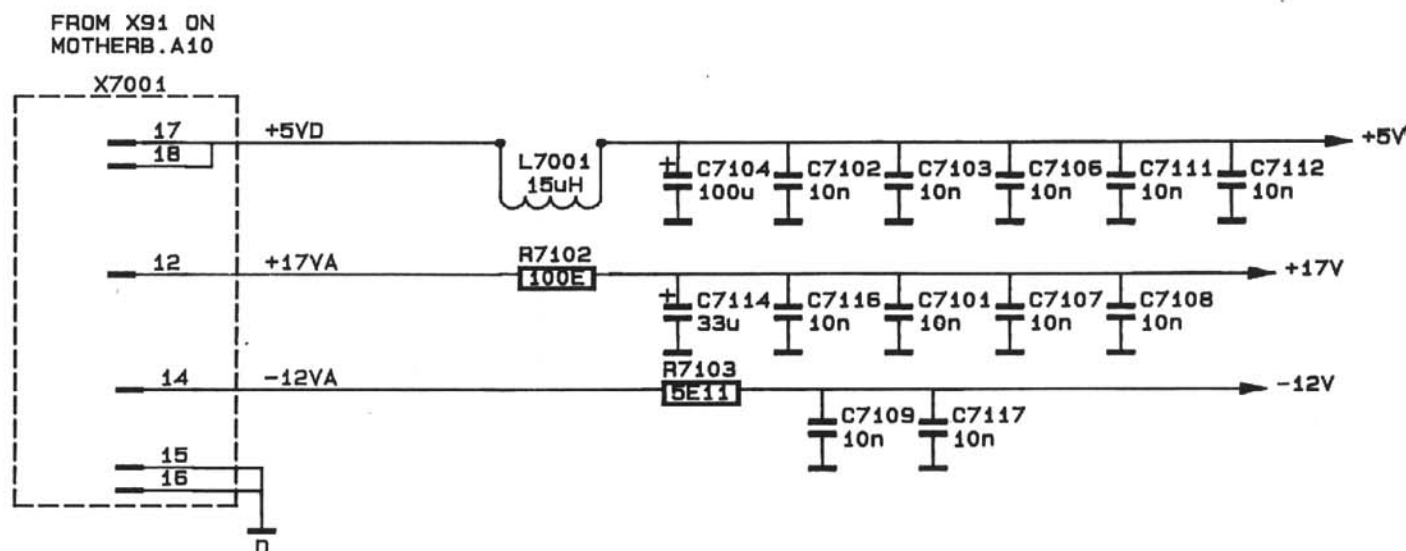 FROM X91 ON
MOTHERB.A10
X7001
17 +5VD
18
+5V
L7001
15uH
C7104
100u
C7102
10n
C7103
10n
C7106
10n
C7111
10n
C7112
10n
12 +17VA
R7102
100E
+17V
C7114
33u
C7116
10n
C7101
10n
C7107
10n
C7108
10n
14 -12VA
R7103
5E11
-12V
C7109
10n
C7117
10n
15
16
D